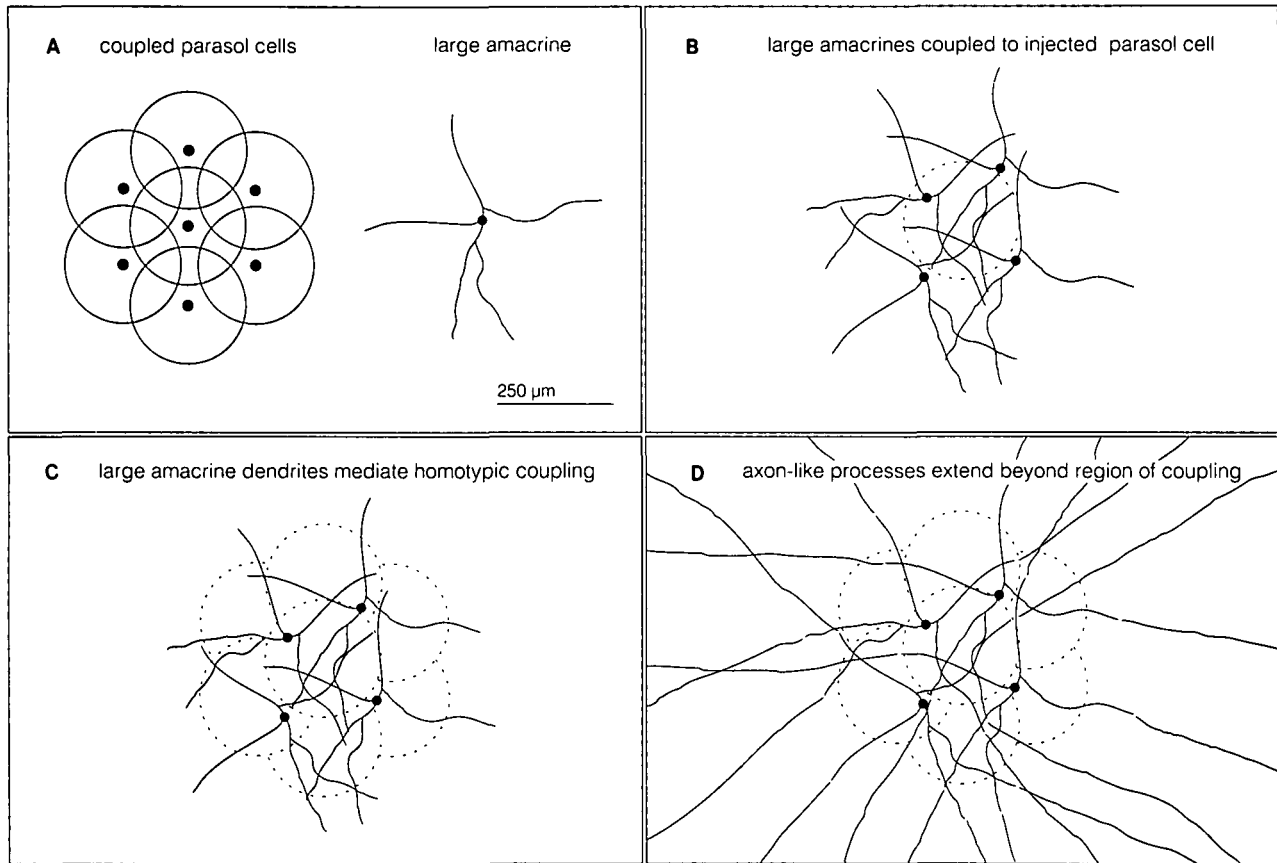 A coupled parasol cells large amacrine
250 µm
B large amacrines coupled to injected parasol cell
C large amacrine dendrites mediate homotypic coupling
D axon-like processes extend beyond region of coupling